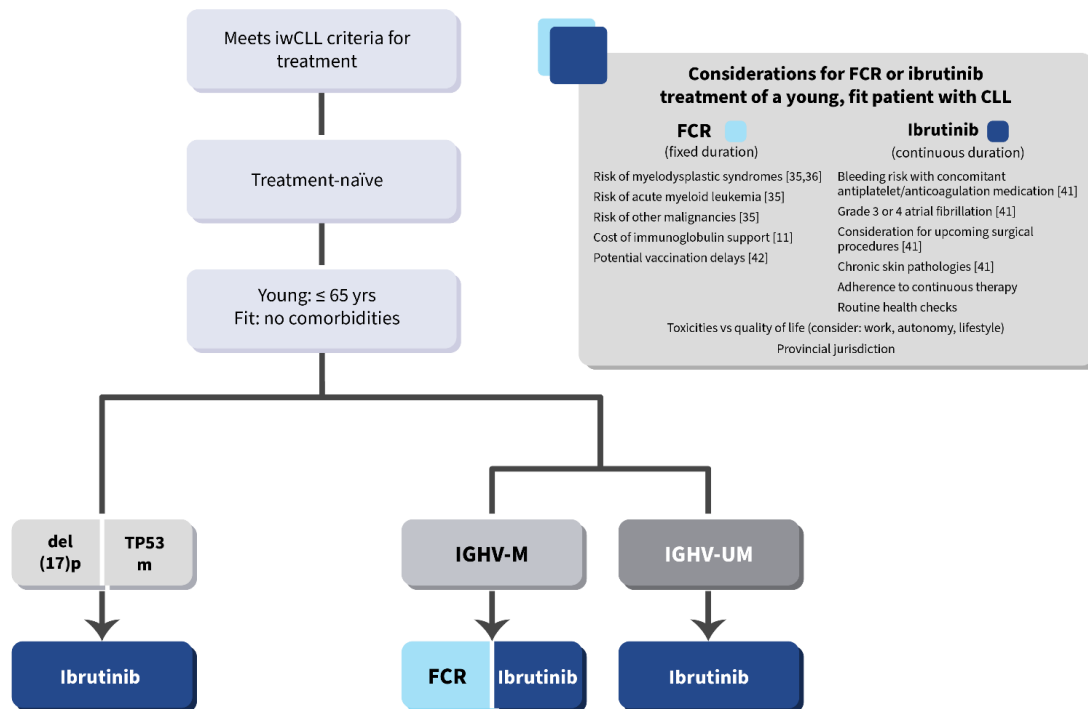 Meets iwCLL criteria for
treatment
Treatment-naïve
Young: ≤ 65 yrs
Fit: no comorbidities
Considerations for FCR or ibrutinib
treatment of a young, fit patient with CLL
FCR
(fixed duration)
Risk of myelodysplastic syndromes [35,36]
Risk of acute myeloid leukemia [35]
Risk of other malignancies [35]
Cost of immunoglobulin support [11]
Potential vaccination delays [42]
Ibrutinib
(continuous duration)
Bleeding risk with concomitant
antiplatelet/anticoagulation medication [41]
Grade 3 or 4 atrial fibrillation [41]
Consideration for upcoming surgical
procedures [41]
Chronic skin pathologies [41]
Adherence to continuous therapy
Routine health checks
Toxicities vs quality of life (consider: work, autonomy, lifestyle)
Provincial jurisdiction
del
(17)p
TP53
m
IGHV-M
IGHV-UM
Ibrutinib
FCR
Ibrutinib
Ibrutinib